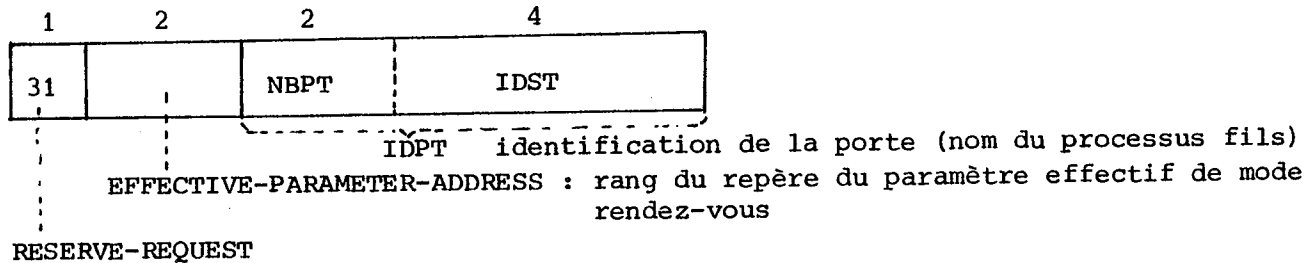 1 2 2 4
31 NBPT IDST
IDPT identification de la porte (nom du processus fils)
EFFECTIVE-PARAMETER-ADDRESS : rang du repère du paramètre effectif de mode
rendez-vous
RESERVE-REQUEST